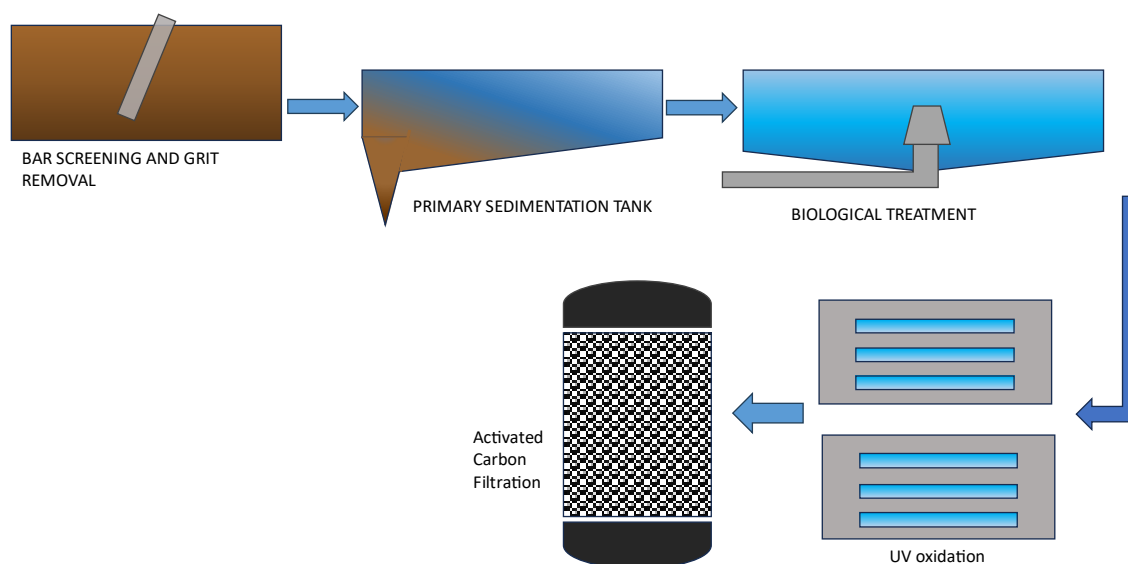 BAR SCREENING AND GRIT
REMOVAL
PRIMARY SEDIMENTATION TANK
BIOLOGICAL TREATMENT
Activated
Carbon
Filtration
UV oxidation